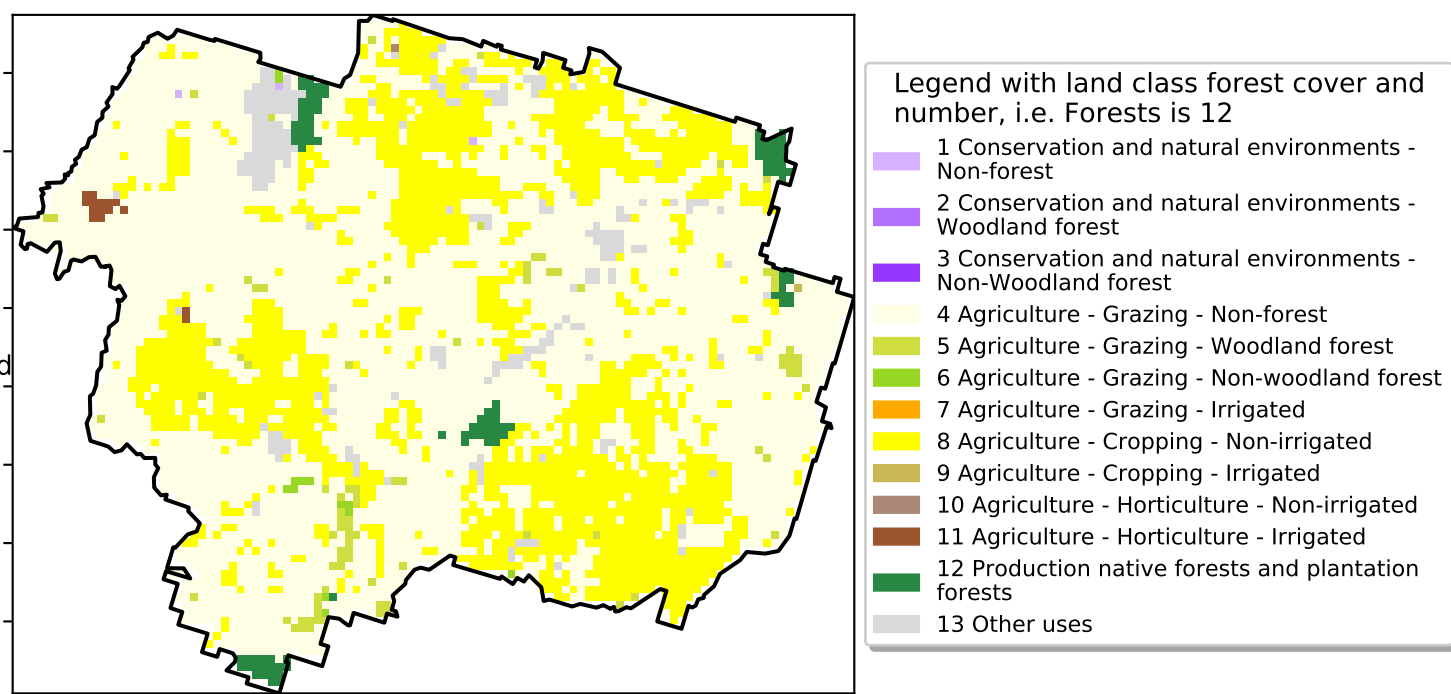 d
Legend with land class forest cover and
number, i.e. Forests is 12
1 Conservation and natural environments -
Non-forest
2 Conservation and natural environments -
Woodland forest
3 Conservation and natural environments -
Non-Woodland forest
4 Agriculture - Grazing - Non-forest
5 Agriculture - Grazing - Woodland forest
6 Agriculture - Grazing - Non-woodland forest
7 Agriculture - Grazing - Irrigated
8 Agriculture - Cropping - Non-irrigated
9 Agriculture - Cropping - Irrigated
10 Agriculture - Horticulture - Non-irrigated
11 Agriculture - Horticulture - Irrigated
12 Production native forests and plantation
forests
13 Other uses